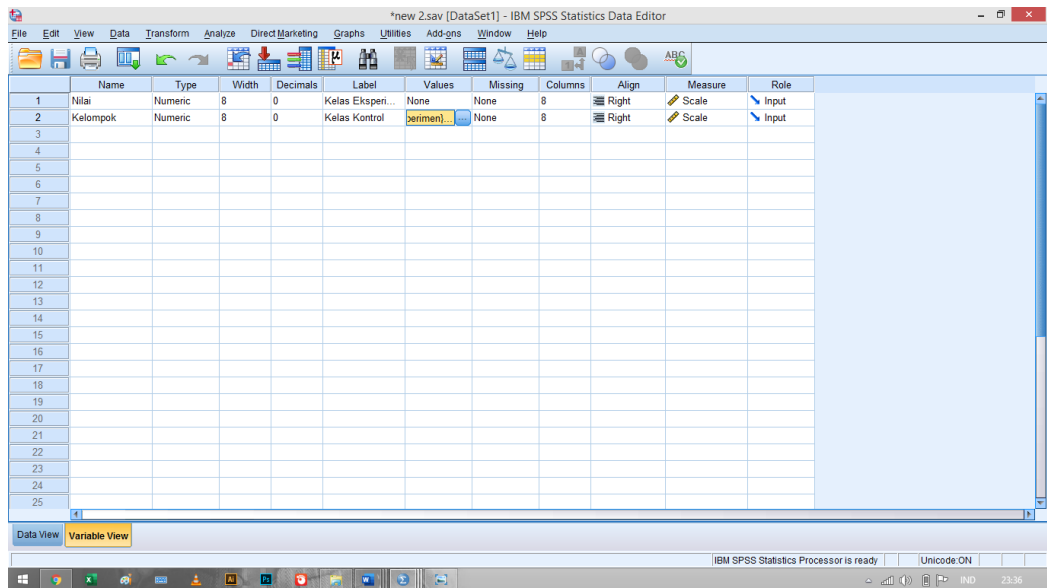 *new 2.sav [DataSet1] - IBM SPSS Statistics Data Editor
File Edit View Data Transform Analyze Direct Marketing Graphs Utilities Add-ons Window Help
Name Type Width Decimals Label Values Missing Columns Align Measure Role
1 Nilai Numeric 8 0 Kelas Eksperi... None None 8 Right Scale Input
2 Kelompok Numeric 8 0 Kelas Kontrol perimen}... ... None 8 Right Scale Input
3
4
5
6
7
8
9
10
11
12
13
14
15
16
17
18
19
20
21
22
23
24
25
Data View Variable View
IBM SPSS Statistics Processor is ready Unicode:ON
IND 23:36